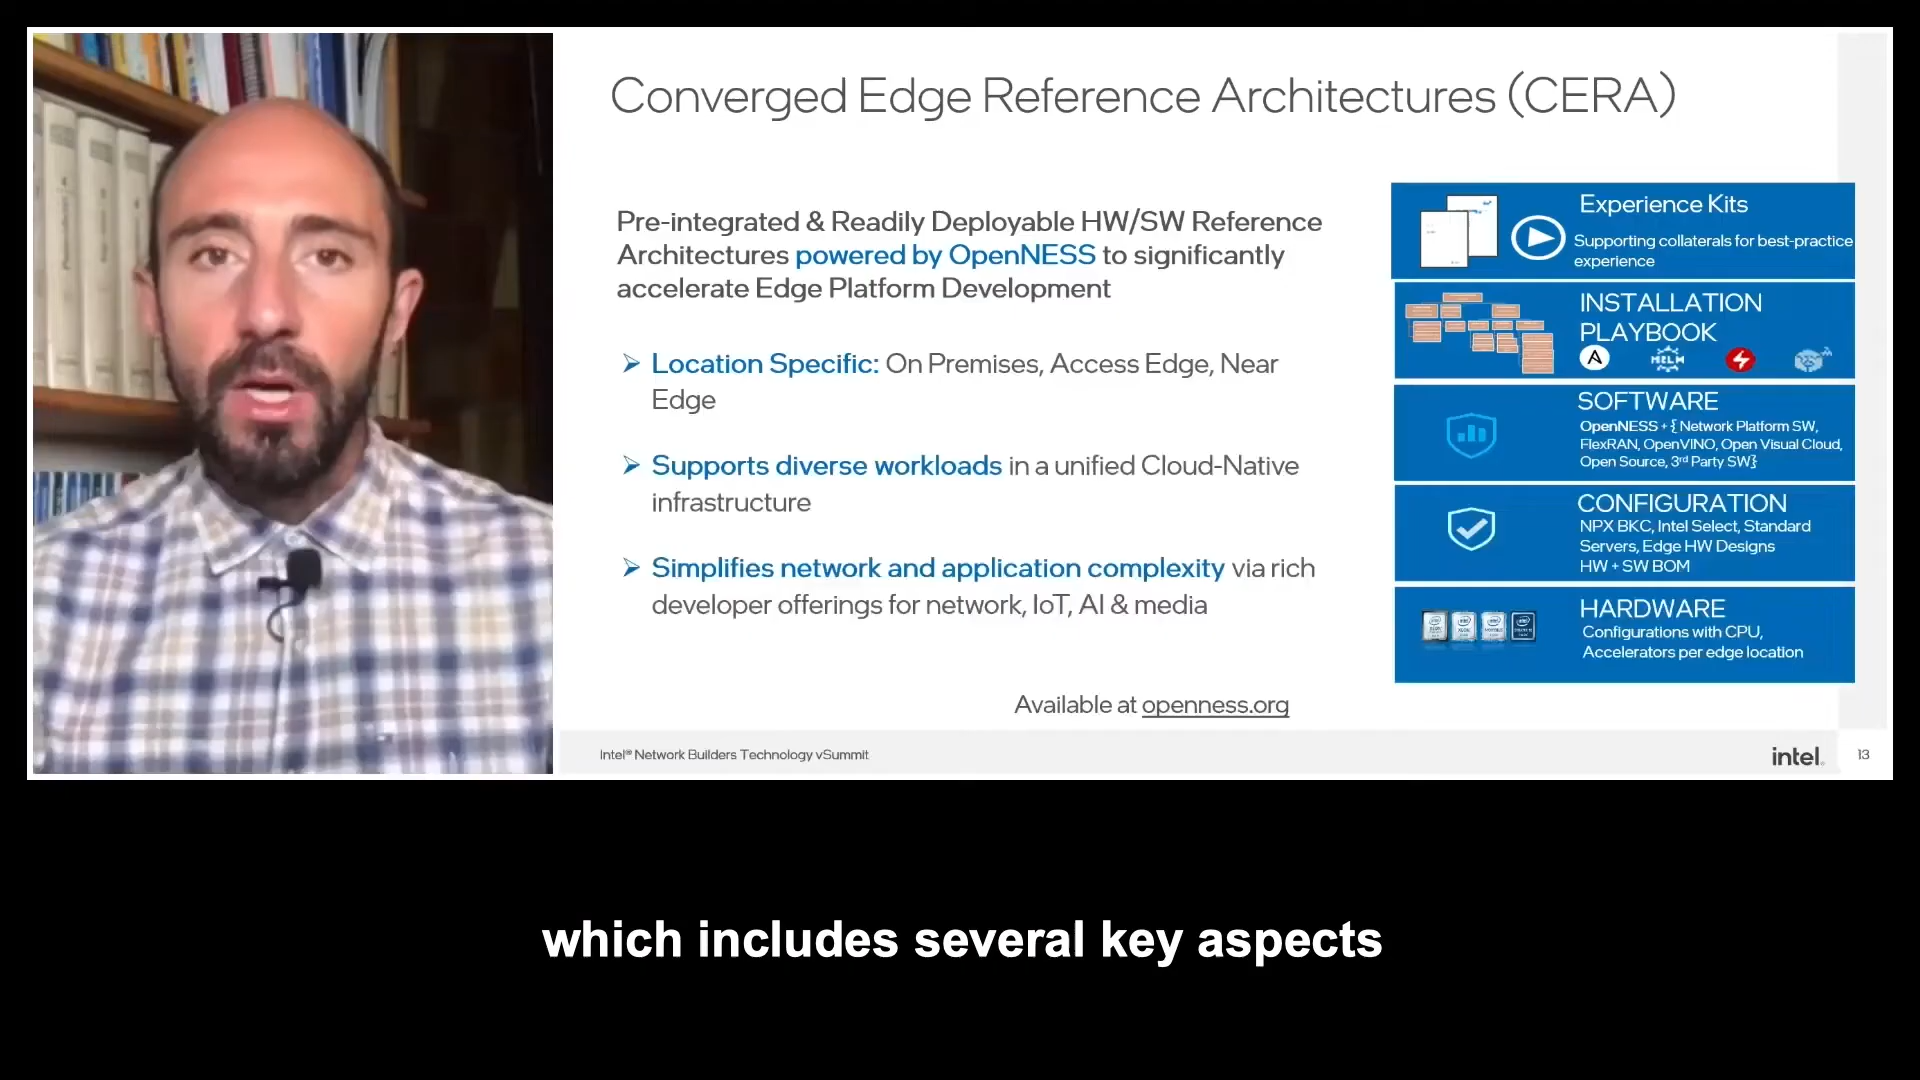 Converged Edge Reference Architectures (CERA)
Pre-integrated & Readily Deployable HW/SW Reference
Architectures powered by OpenNESS to significantly
accelerate Edge Platform Development
➢ Location Specific: On Premises, Access Edge, Near
Edge
➢ Supports diverse workloads in a unified Cloud-Native
infrastructure
➢ Simplifies network and application complexity via rich
developer offerings for network, IoT, AI & media
Available at openness.org
Experience Kits
Supporting collaterals for best-practice
experience
INSTALLATION
PLAYBOOK
HELM
SOFTWARE
OpenNESS + { Network Platform SW,
FlexRAN, OpenVINO, Open Visual Cloud,
Open Source, 3rd Party SW}
CONFIGURATION
NPX BKC, Intel Select, Standard
Servers, Edge HW Designs
HW + SW BOM
HARDWARE
Configurations with CPU,
Accelerators per edge location
Intel® Network Builders Technology vSummit
intel.
13
which includes several key aspects